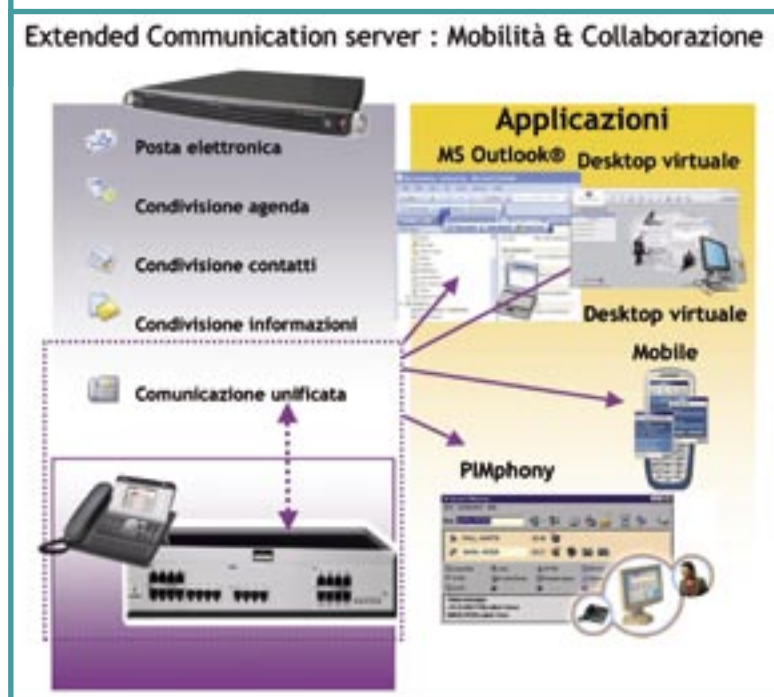 Extended Communication server : Mobilità & Collaborazione
Posta elettronica
Condivisione agenda
Condivisione contatti
Condivisione informazioni
Comunicazione unificata
Applicazioni
MS Outlook® Desktop virtuale
Desktop virtuale
Mobile
PIMphony